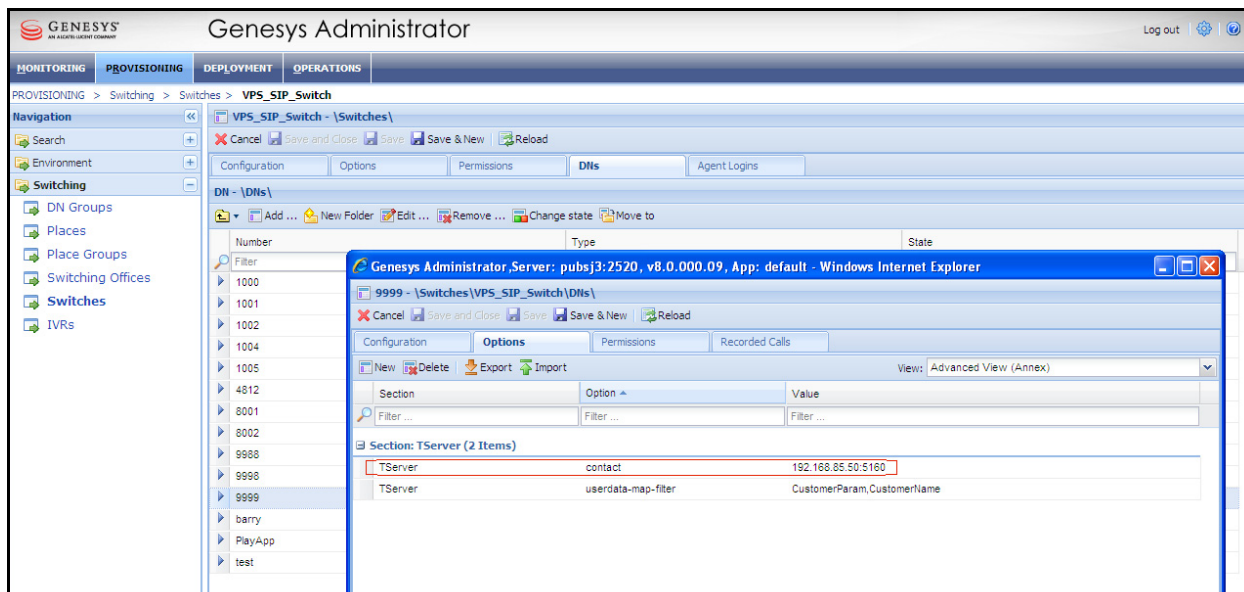 GENESYS
AN ALCATEL-LUCENT COMPANY
Genesys Administrator
Log out
MONITORING PROVISIONING DEPLOYMENT OPERATIONS
PROVISIONING > Switching > Switches > VPS_SIP_Switch
Navigation
Search
Environment
Switching
DN Groups
Places
Place Groups
Switching Offices
Switches
IVRs
VPS_SIP_Switch - \Switches\
Cancel Save and Close Save Save & New Reload
Configuration Options Permissions DNs Agent Logins
DN - \DNs\
Add ... New Folder Edit ... Remove ... Change state Move to
Number Type State
Filter
1000
1001
1002
1004
1005
4812
8001
8002
9988
9998
9999
barry
PlayApp
test
Genesys Administrator ,Server: pubsj3:2520, v8.0.000.09, App: default - Windows Internet Explorer
9999 - \Switches\VPS_SIP_Switch\DNs\
Cancel Save and Close Save Save & New Reload
Configuration Options Permissions Recorded Calls
New Delete Export Import View: Advanced View (Annex)
Section Option Value
Filter ... Filter ... Filter ...
Section: TServer (2 Items)
TServer contact 192.168.85.50:5160
TServer userdata-map-filter CustomerParam,CustomerName